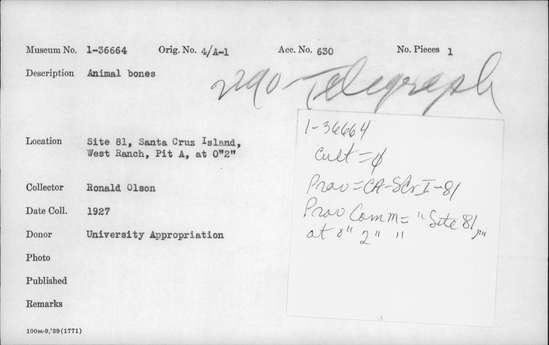 Museum No. 1-36664 Orig. No. 4/A-1 Acc. No. 630 No. Pieces 1
Description Animal bones
Telegraph
Location Site 81, Santa Cruz Island,
West Ranch, Pit A, at 0"2"
Collector Ronald Olson
Date Coll. 1927
Donor University Appropriation
Photo
Published
Remarks
100m-9,'39(1771)
1-36664
Cult = φ
Prov = CA-SCrI-81
Prov Comm = "Site 81,
at 0" 2" "